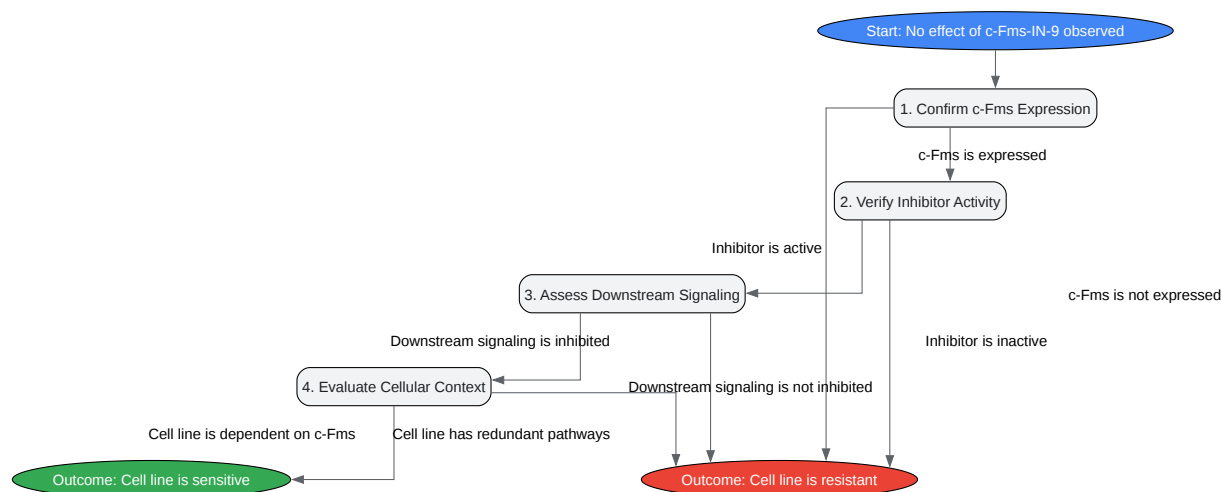 Start: No effect of c-Fms-IN-9 observed
1. Confirm c-Fms Expression
c-Fms is expressed
2. Verify Inhibitor Activity
Inhibitor is active
3. Assess Downstream Signaling
c-Fms is not expressed
Downstream signaling is inhibited
Inhibitor is inactive
4. Evaluate Cellular Context
Downstream signaling is not inhibited
Cell line is dependent on c-Fms
Cell line has redundant pathways
Outcome: Cell line is sensitive
Outcome: Cell line is resistant